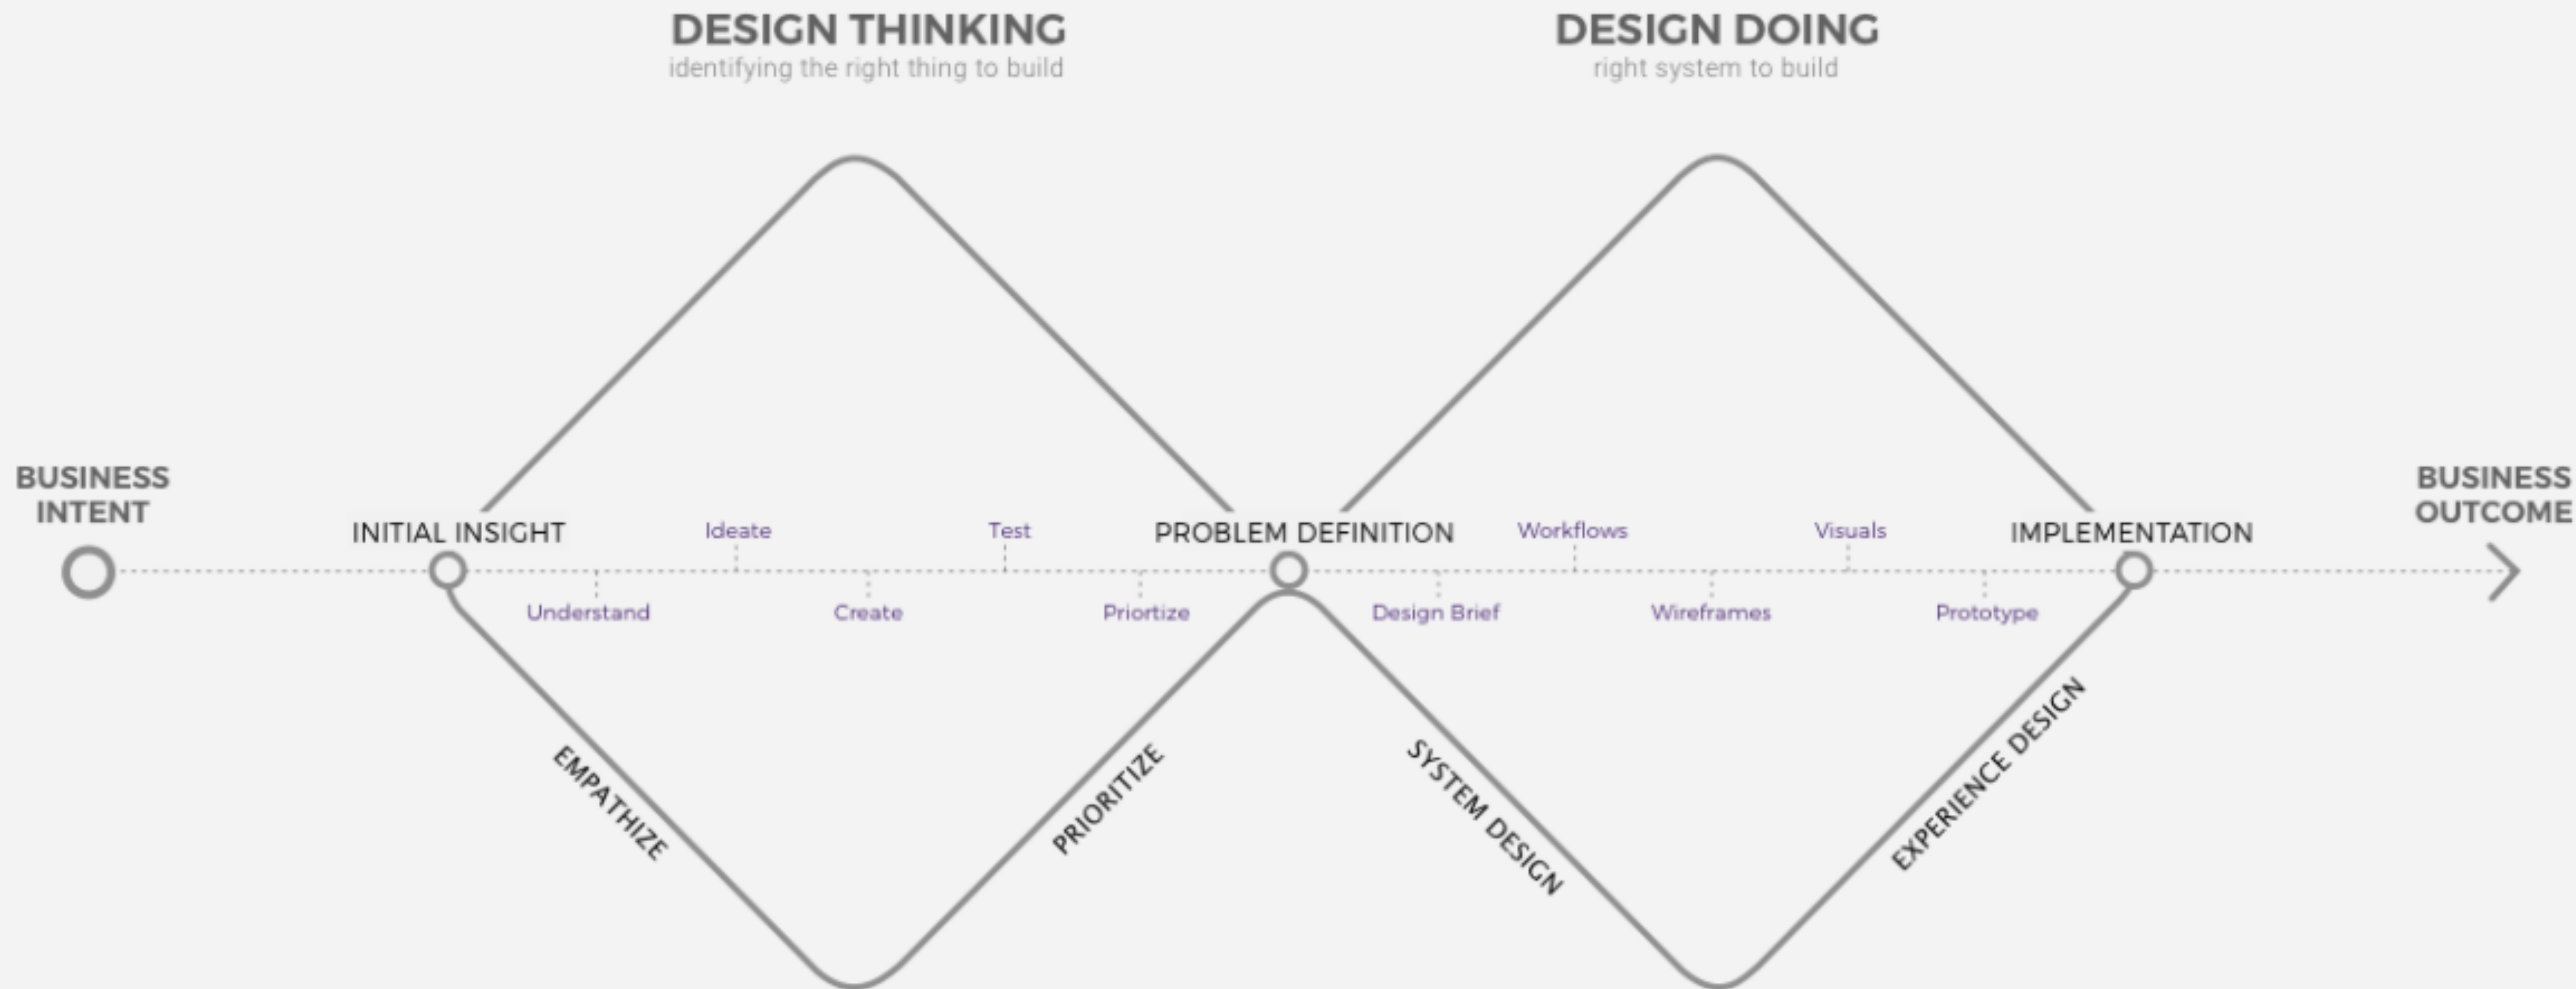 DESIGN THINKING
identifying the right thing to build
DESIGN DOING
right system to build
BUSINESS
INTENT
BUSINESS
OUTCOME
INITIAL INSIGHT
Ideate
Test
PROBLEM DEFINITION
Workflows
Visuals
IMPLEMENTATION
Understand
Create
Priortize
Design Brief
Wireframes
Prototype
EMPATHIZE
PRIORITIZE
SYSTEM DESIGN
EXPERIENCE DESIGN